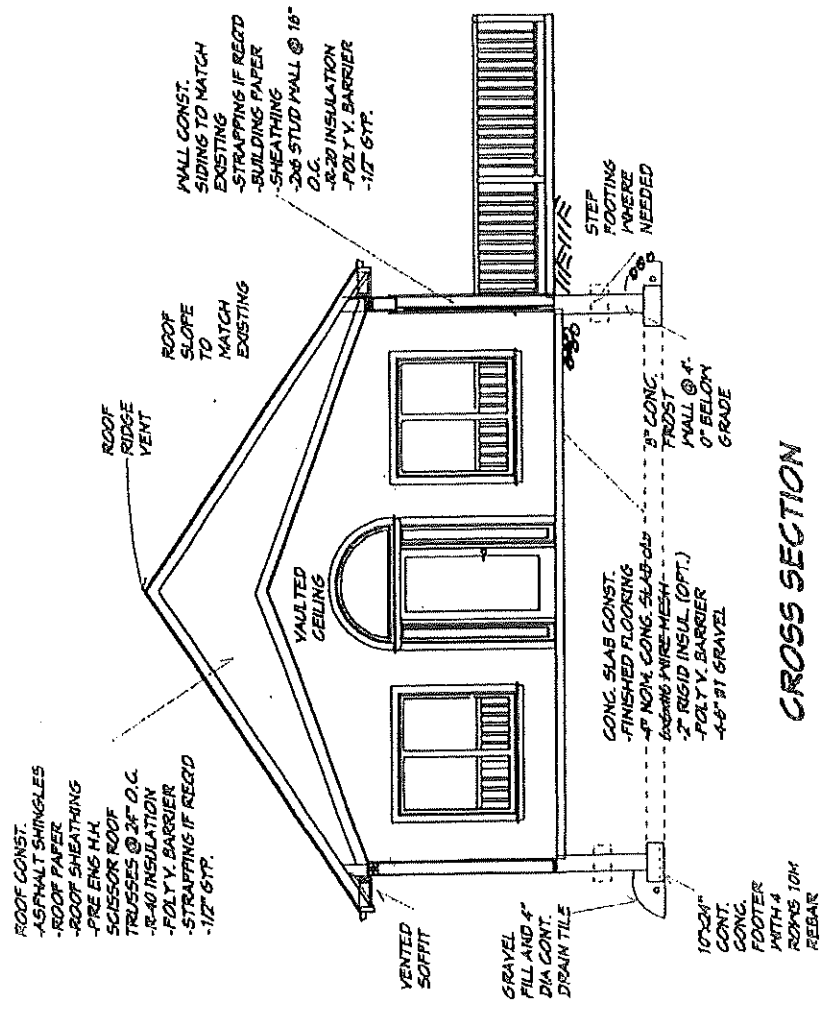 ROOF CONST.
-ASPHALT SHINGLES
-ROOF PAPER
-ROOF SHEATHING
-PRE ENG H.H.
SCISSOR ROOF
TRUSSES @ 24" O.C.
-R-40 INSULATION
-POLY V. BARRIER
-STRAPPING IF REQ'D
-1/2" GYP.
ROOF
RIDGE
VENT
ROOF
SLOPE
TO
MATCH
EXISTING
WALL CONST.
SIDING TO MATCH
EXISTING
-STRAPPING IF REQ'D
-BUILDING PAPER
-SHEATHING
-2x6 STUD WALL @ 16"
O.C.
-R-20 INSULATION
-POLY V. BARRIER
-1/2" GYP.
VAULTED
CEILING
VENTED
SOFFIT
GRAVEL
FILL AND 4"
DIA CONT.
DRAIN TILE
CONC. SLAB CONST.
-FINISHED FLOORING
-4" NOM. CONC. SLAB
6x6 WIRE MESH
-2" RIGID INSUL. (OPT.)
-POLY V. BARRIER
-4-6" #1 GRAVEL
8" CONC.
FROST
WALL @ 4'-
0" BELOW
GRADE
STEP
FOOTING
WHERE
NEEDED
10"x24"
CONT.
CONC.
FOOTER
WITH 4
ROWS 10M
REBAR
CROSS SECTION